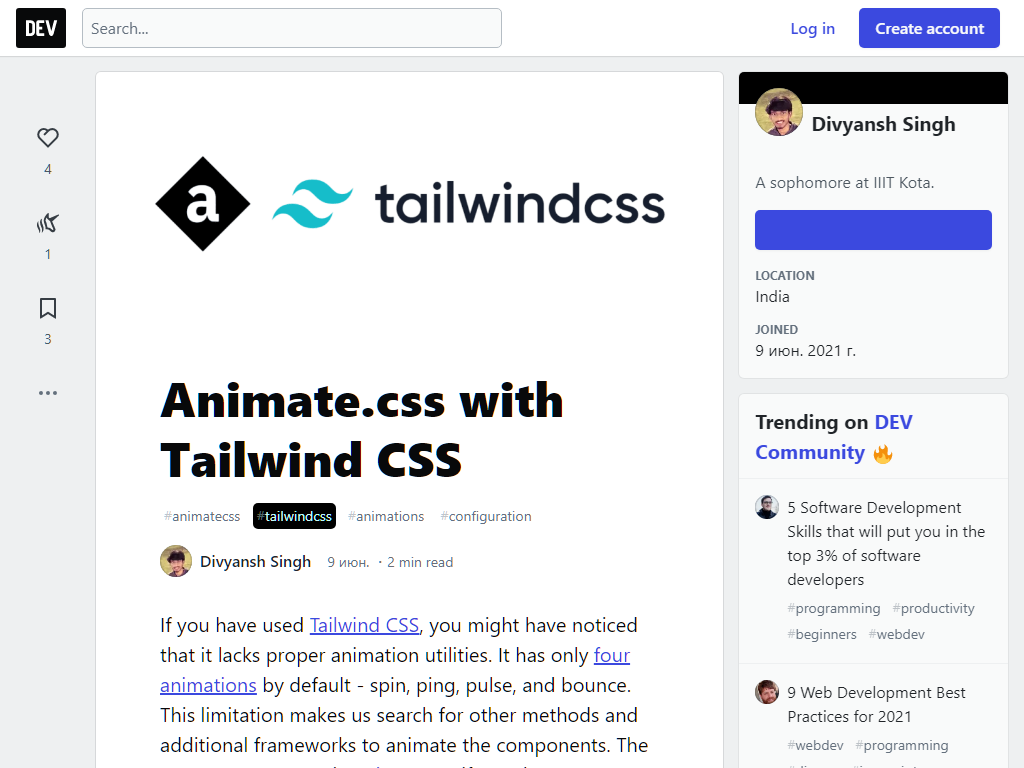 DEV
Search...
Log in
Create account
4
1
3
a
tailwindcss
Animate.css with
Tailwind CSS
#animatecss #tailwindcss #animations #configuration
Divyansh Singh 9 июн. ・2 min read
If you have used Tailwind CSS, you might have noticed
that it lacks proper animation utilities. It has only four
animations by default - spin, ping, pulse, and bounce.
This limitation makes us search for other methods and
additional frameworks to animate the components. The
Divyansh Singh
A sophomore at IIIT Kota.
LOCATION
India
JOINED
9 июн. 2021 г.
Trending on DEV
Community 🔥
5 Software Development
Skills that will put you in the
top 3% of software
developers
#programming #productivity
#beginners #webdev
9 Web Development Best
Practices for 2021
#webdev #programming